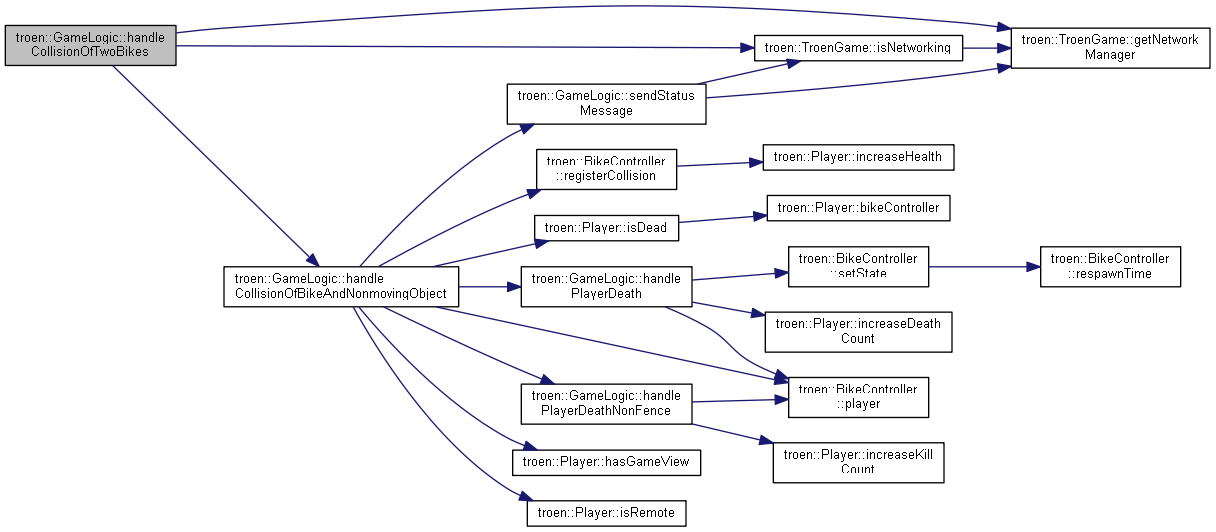 troen::GameLogic::handle
CollisionOfTwoBikes
troen::TroenGame::isNetworking
troen::TroenGame::getNetwork
Manager
troen::GameLogic::sendStatus
Message
troen::BikeController
::registerCollision
troen::Player::increaseHealth
troen::Player::isDead
troen::Player::bikeController
troen::GameLogic::handle
CollisionOfBikeAndNonmovingObject
troen::GameLogic::handle
PlayerDeath
troen::BikeController
::setState
troen::BikeController
::respawnTime
troen::Player::increaseDeath
Count
troen::BikeController
::player
troen::GameLogic::handle
PlayerDeathNonFence
troen::Player::increaseKill
Count
troen::Player::hasGameView
troen::Player::isRemote